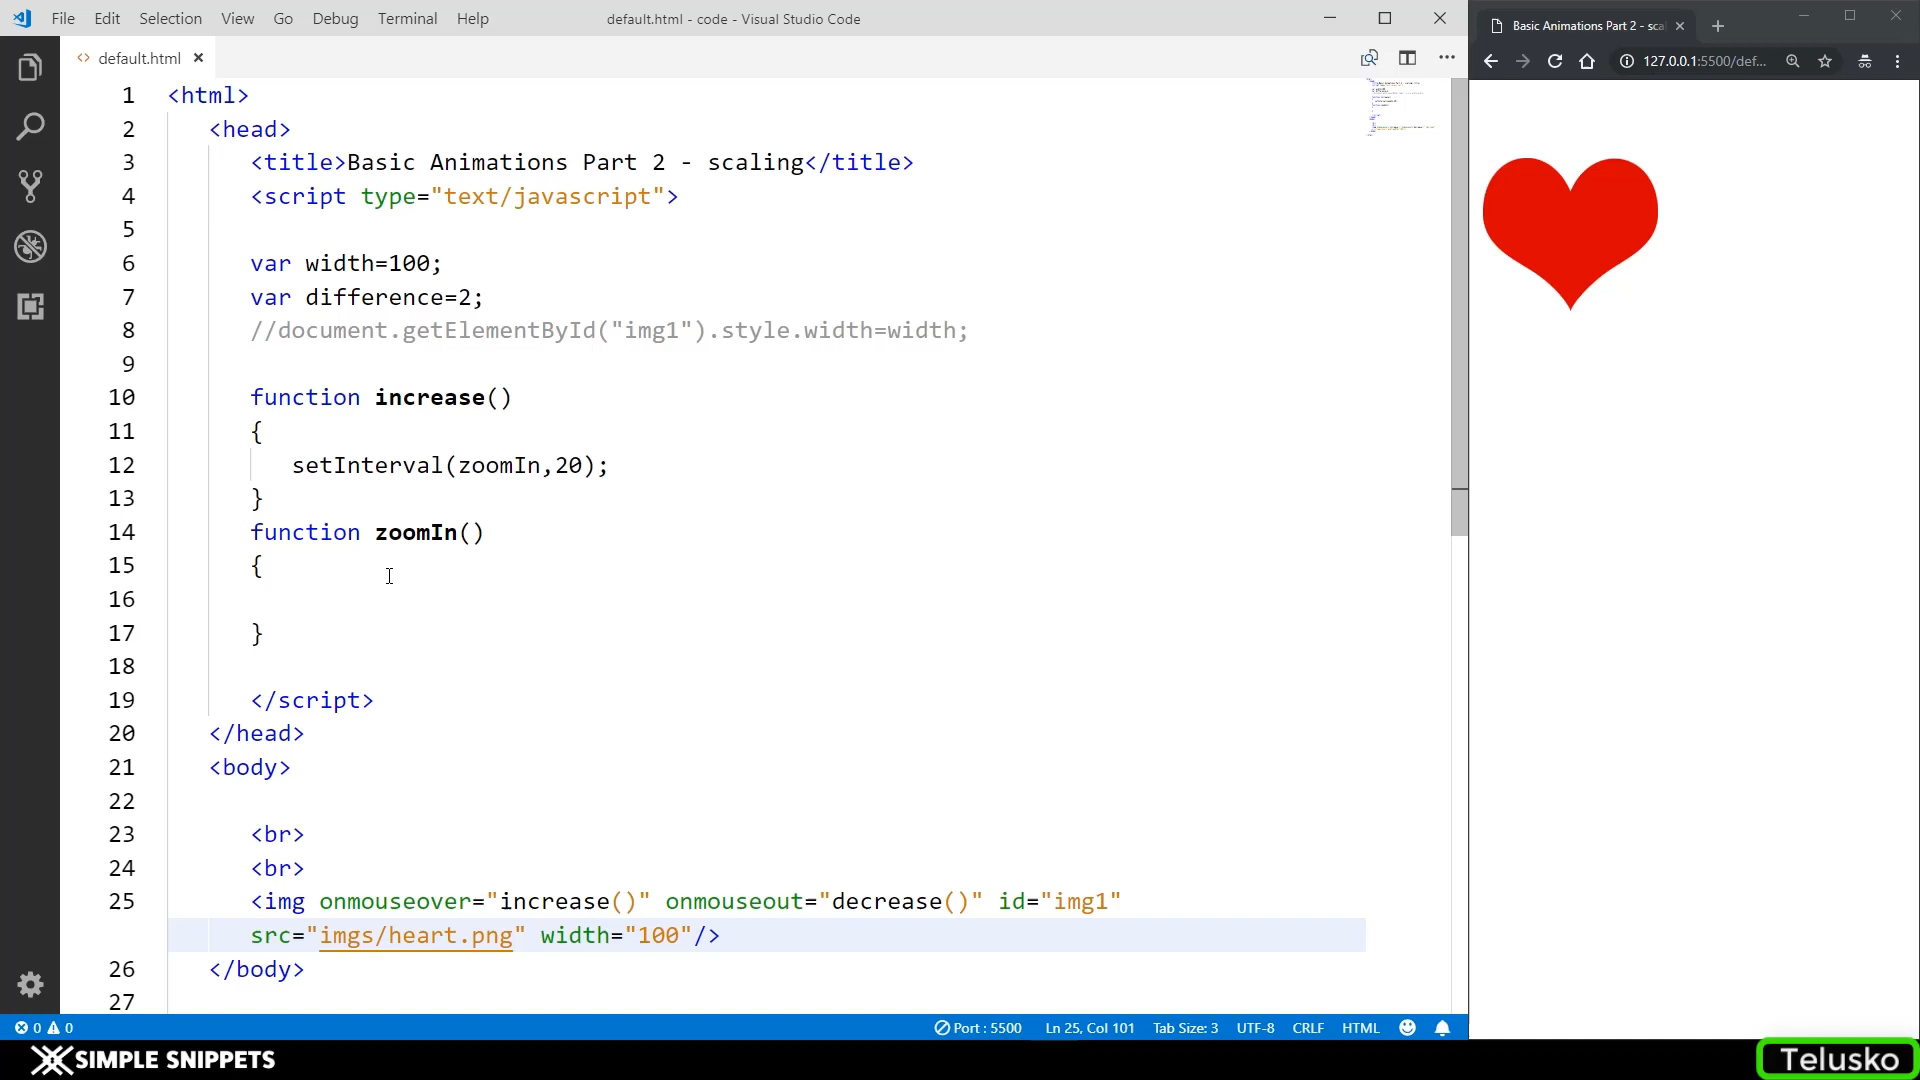 File Edit Selection View Go Debug Terminal Help
default.html - code - Visual Studio Code
Basic Animations Part 2 - sca
127.0.0.1:5500/def...
default.html
1 <html>
2 <head>
3 <title>Basic Animations Part 2 - scaling</title>
4 <script type="text/javascript">
5
6 var width=100;
7 var difference=2;
8 //document.getElementById("img1").style.width=width;
9
10 function increase()
11 {
12 setInterval(zoomIn,20);
13 }
14 function zoomIn()
15 {
16
17 }
18
19 </script>
20 </head>
21 <body>
22
23 <br>
24 <br>
25 <img onmouseover="increase()" onmouseout="decrease()" id="img1"
src="imgs/heart.png" width="100"/>
26 </body>
27
0 0 Port : 5500 Ln 25, Col 101 Tab Size: 3 UTF-8 CRLF HTML
SIMPLE SNIPPETS
Telusko